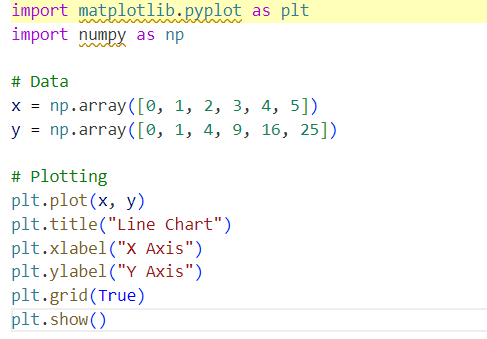 import matplotlib.pyplot as plt
import numpy as np
# Data
x = np.array([0, 1, 2, 3, 4, 5])
y = np.array([0, 1, 4, 9, 16, 25])
# Plotting
plt.plot(x, y)
plt.title("Line Chart")
plt.xlabel("X Axis")
plt.ylabel("Y Axis")
plt.grid(True)
plt.show()